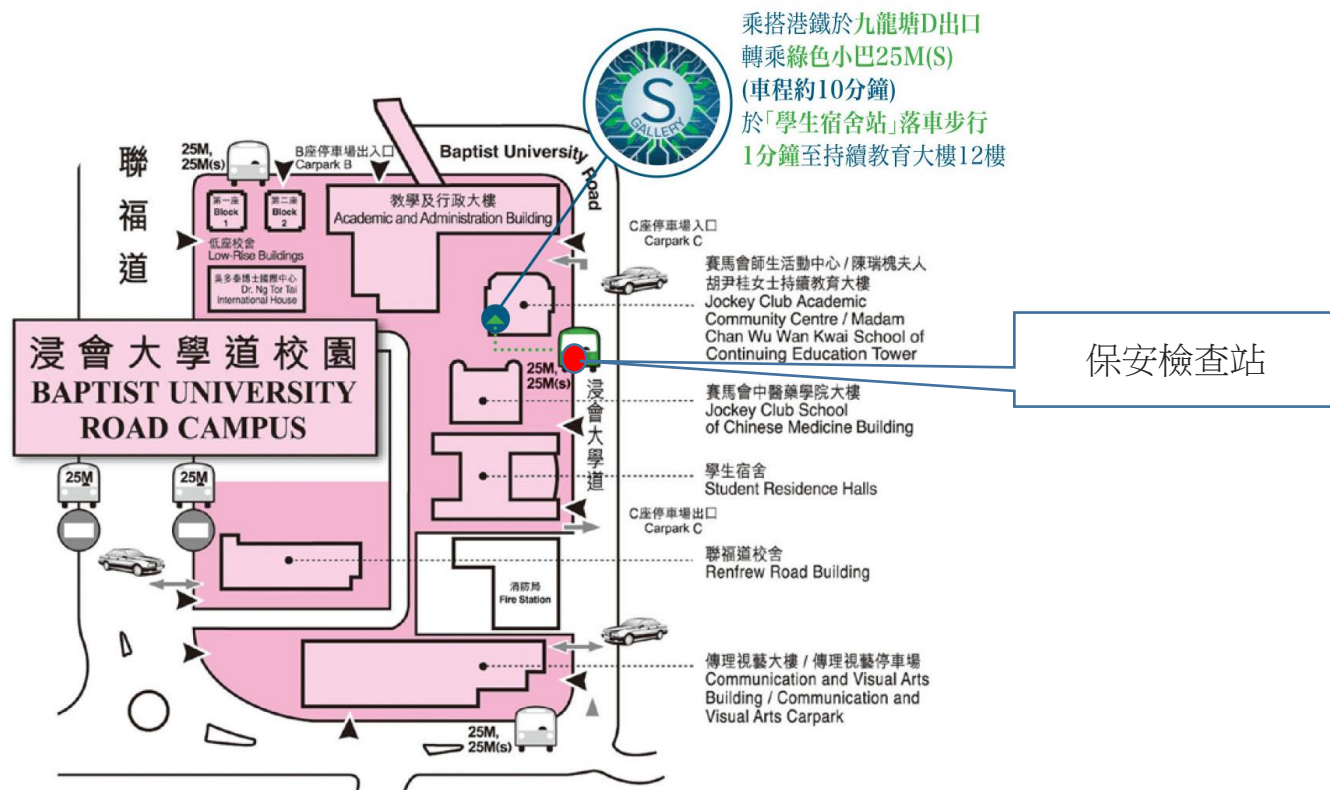 乘搭港鐵於九龍塘D出口
轉乘綠色小巴25M(S)
(車程約10分鐘)
於「學生宿舍站」落車步行
1分鐘至持續教育大樓12樓
S
GALLERY
聯福道
25M,
25M(s)
B座停車場出入口
Carpark B
Baptist University
Road
第一座
Block
1
第二座
Block
2
教學及行政大樓
Academic and Administration Building
低座校舍
Low-Rise Buildings
吳多泰博士國際中心
Dr. Ng Tor Tai
International House
C座停車場入口
Carpark C
賽馬會師生活動中心 / 陳瑞槐夫人
胡尹桂女士持續教育大樓
Jockey Club Academic
Community Centre / Madam
Chan Wu Wan Kwai School of
Continuing Education Tower
保安檢查站
浸會大學道校園
BAPTIST UNIVERSITY
ROAD CAMPUS
25M,
25M(s)
浸會大學道
賽馬會中醫藥學院大樓
Jockey Club School
of Chinese Medicine Building
25M
25M
學生宿舍
Student Residence Halls
C座停車場出口
Carpark C
聯福道校舍
Renfrew Road Building
消防局
Fire Station
傳理視藝大樓 / 傳理視藝停車場
Communication and Visual Arts
Building / Communication and
Visual Arts Carpark
25M,
25M(s)